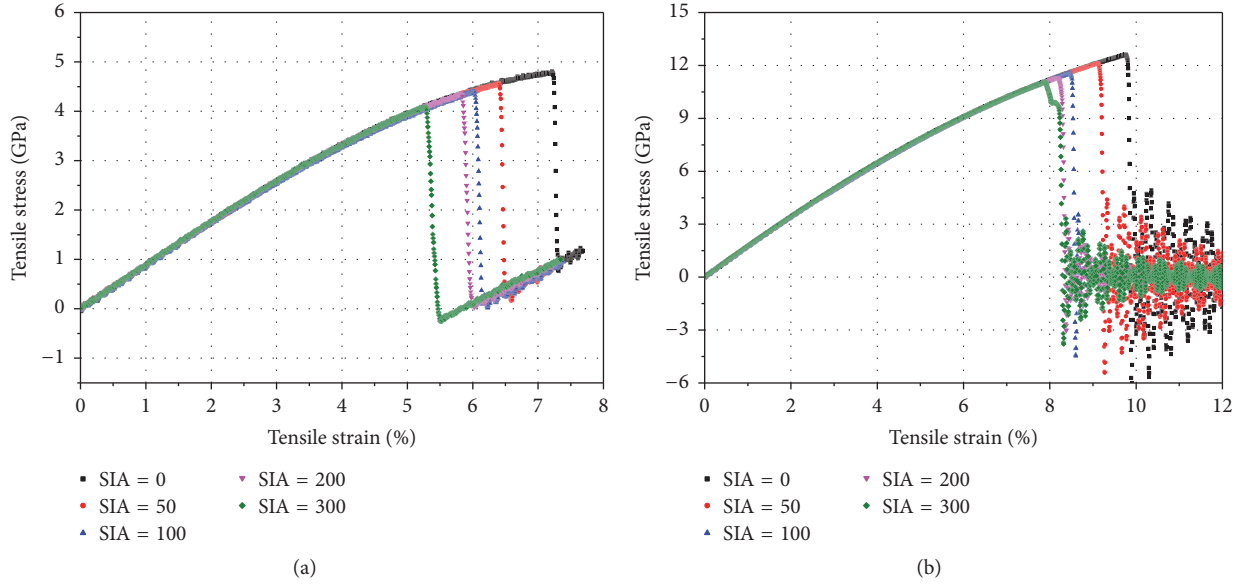 6
5
4
3
2
1
0
−1
Tensile stress (GPa)
0 1 2 3 4 5 6 7 8
Tensile strain (%)
SIA = 0 SIA = 200
SIA = 50 SIA = 300
SIA = 100
(a)
15
12
9
6
3
0
−3
−6
Tensile stress (GPa)
0 2 4 6 8 10 12
Tensile strain (%)
SIA = 0 SIA = 200
SIA = 50 SIA = 300
SIA = 100
(b)